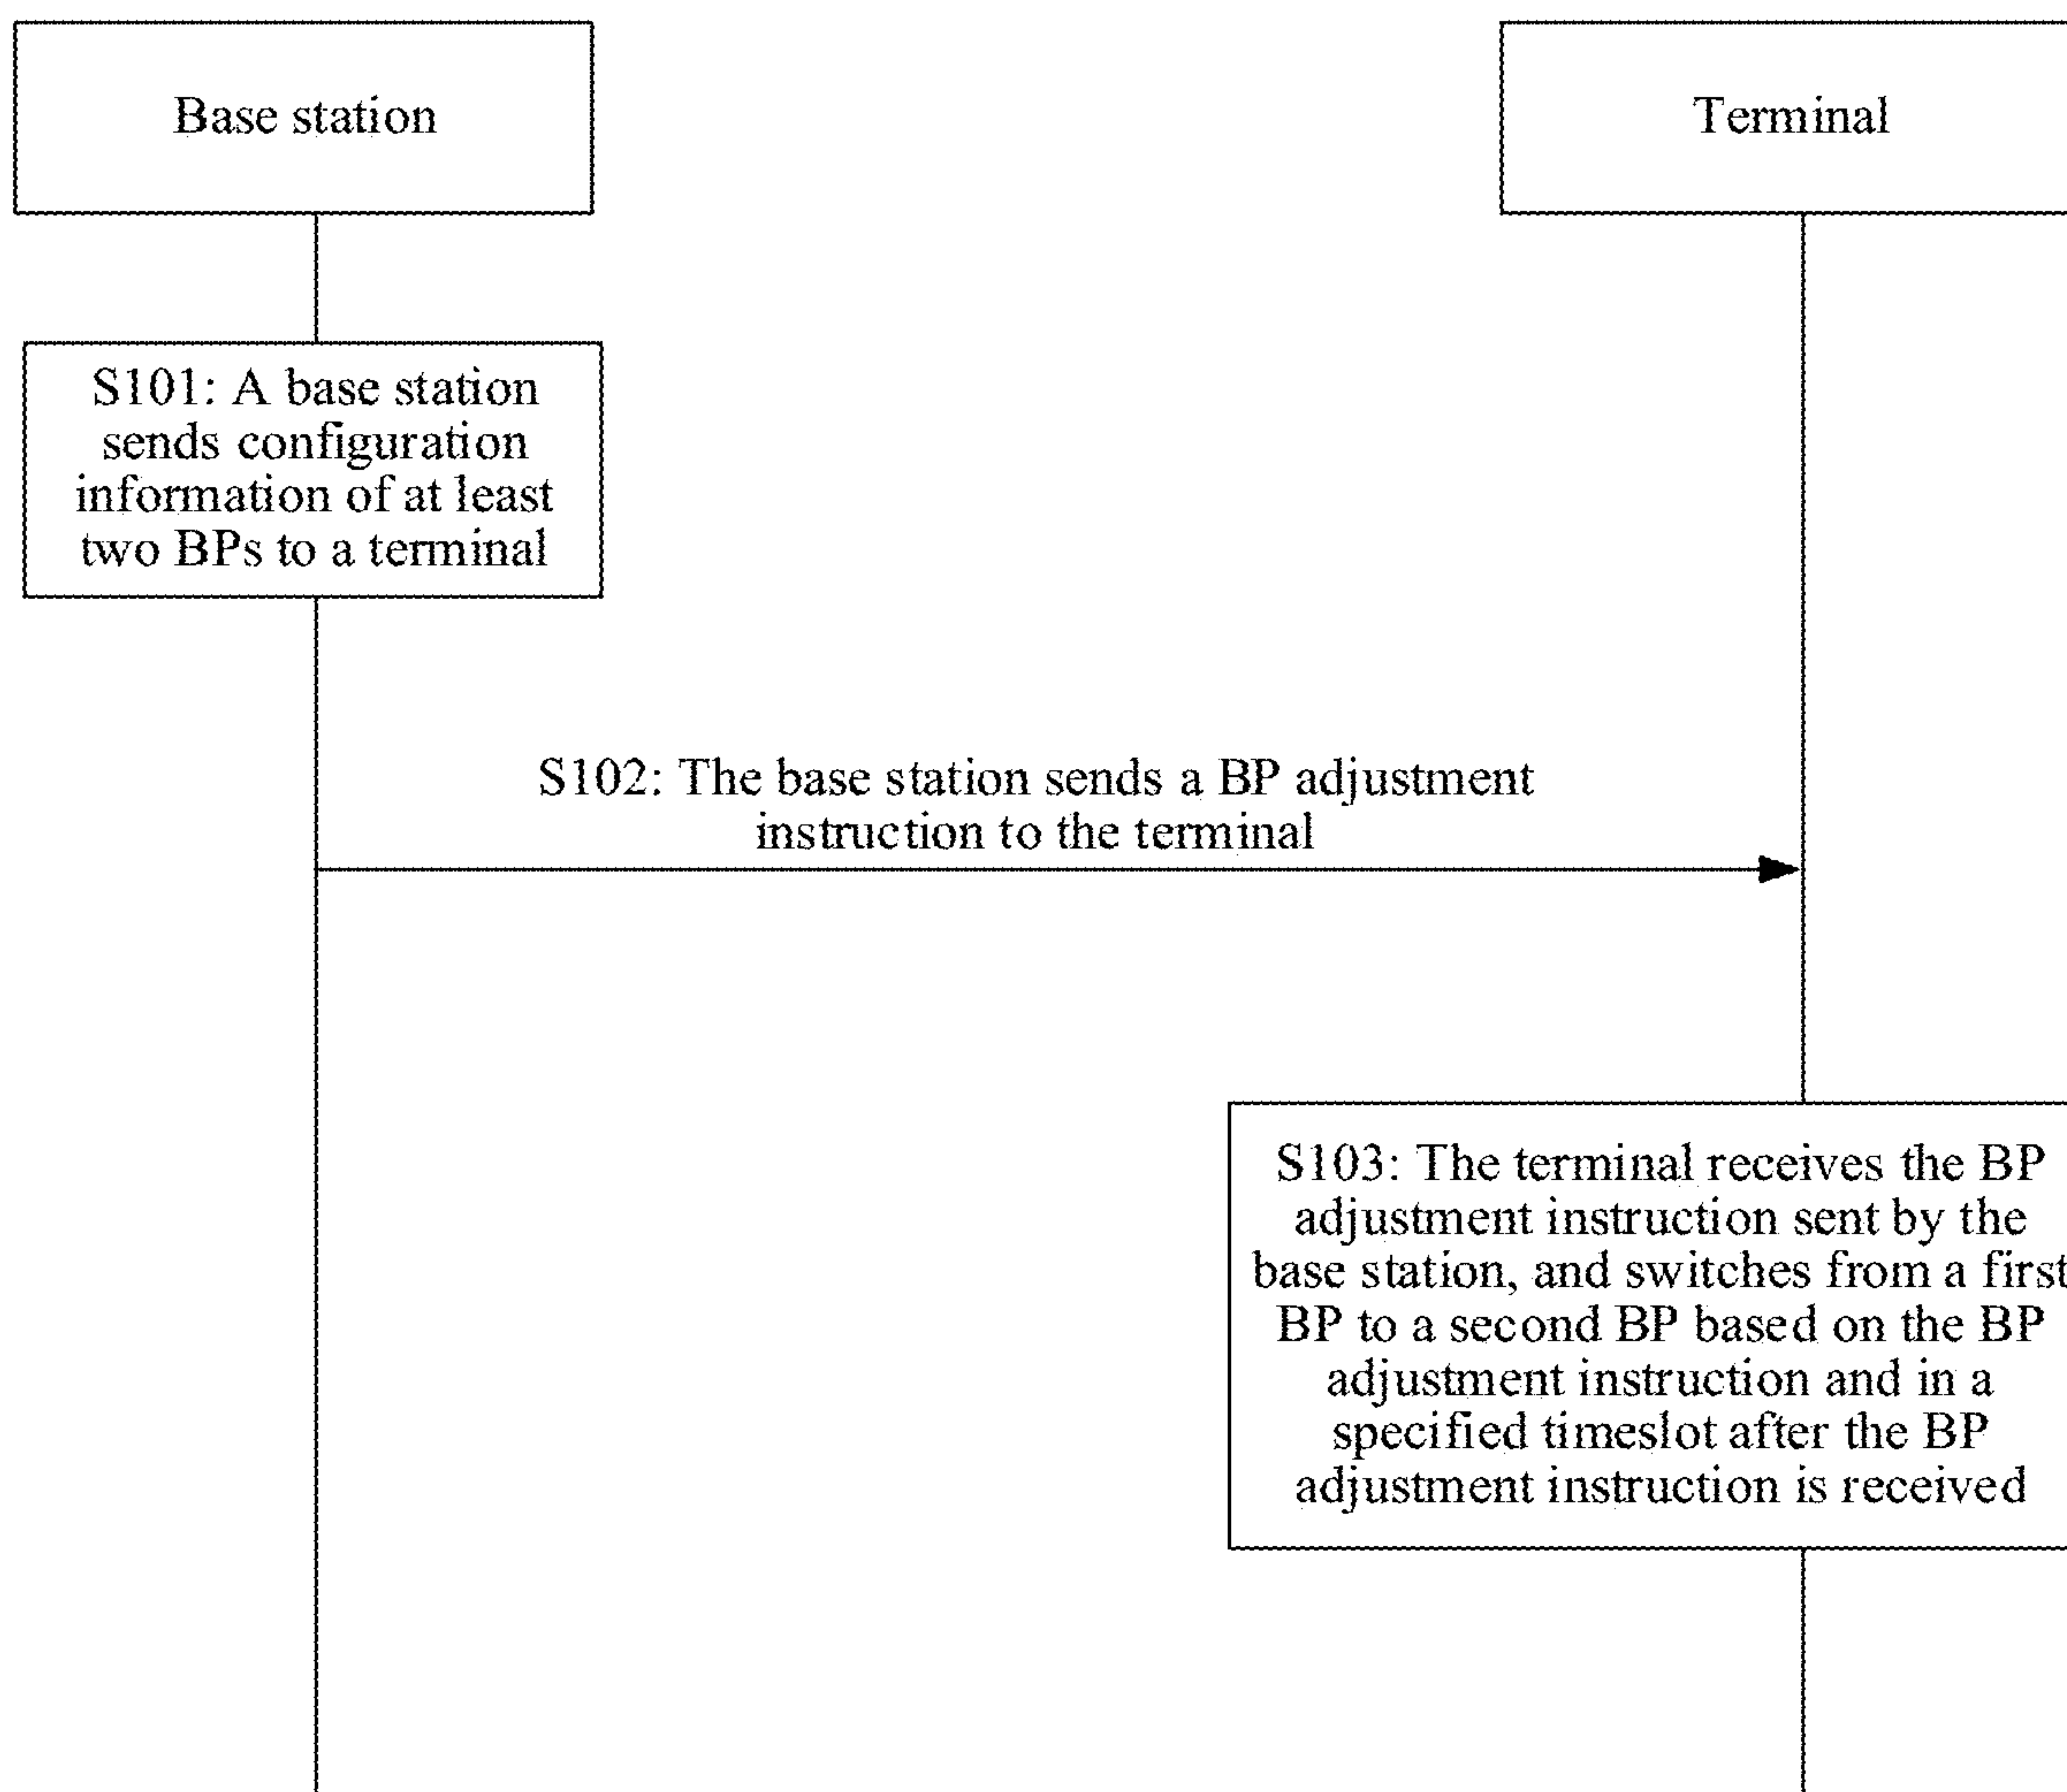 Base station
Terminal
S101: A base station
sends configuration
information of at least
two BPs to a terminal
S102: The base station sends a BP adjustment
instruction to the terminal
S103: The terminal receives the BP
adjustment instruction sent by the
base station, and switches from a first
BP to a second BP based on the BP
adjustment instruction and in a
specified timeslot after the BP
adjustment instruction is received